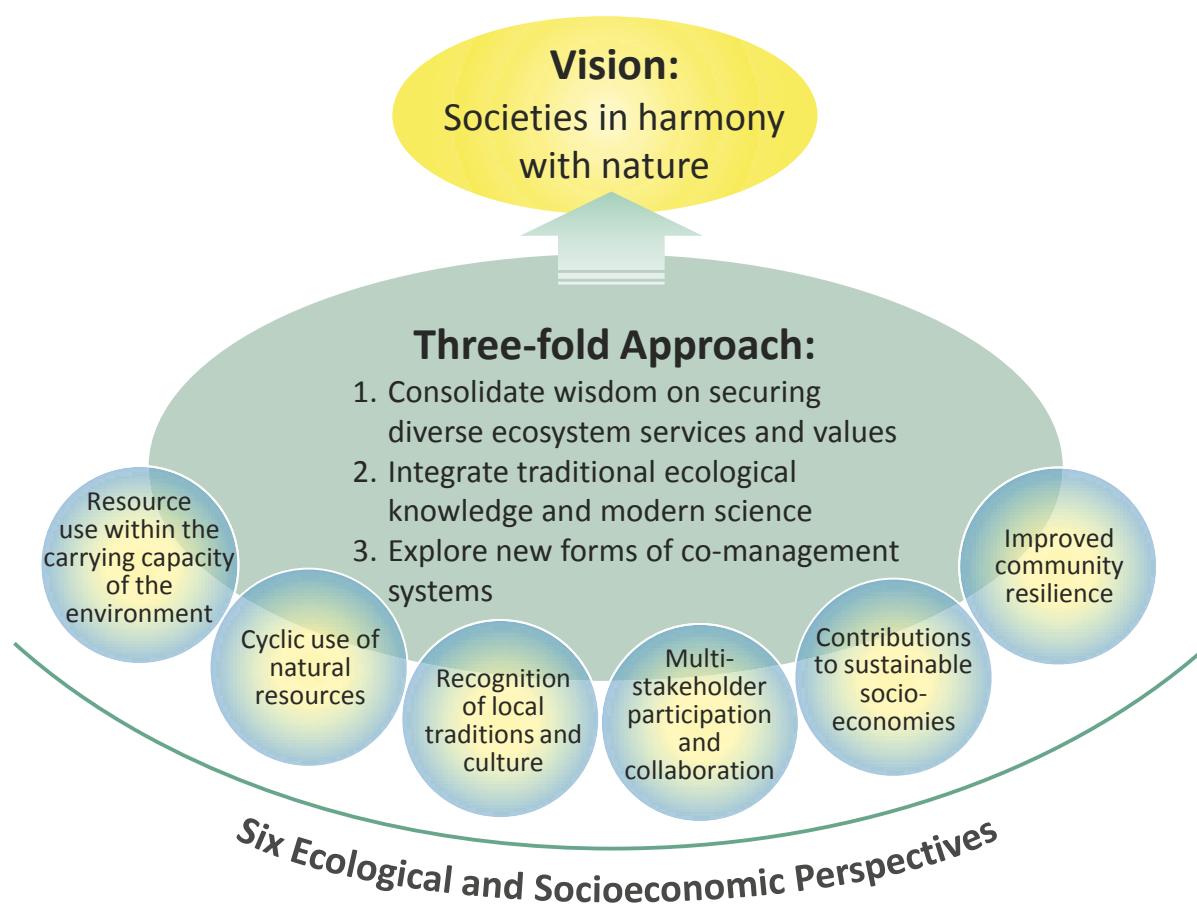 Vision:
Societies in harmony
with nature
Three-fold Approach:
1. Consolidate wisdom on securing
diverse ecosystem services and values
2. Integrate traditional ecological
knowledge and modern science
3. Explore new forms of co-management
systems
Resource
use within the
carrying capacity
of the
environment
Cyclic use of
natural
resources
Recognition
of local
traditions and
culture
Multi-
stakeholder
participation
and
collaboration
Contributions
to sustainable
socio-
economies
Improved
community
resilience
Six Ecological and Socioeconomic Perspectives